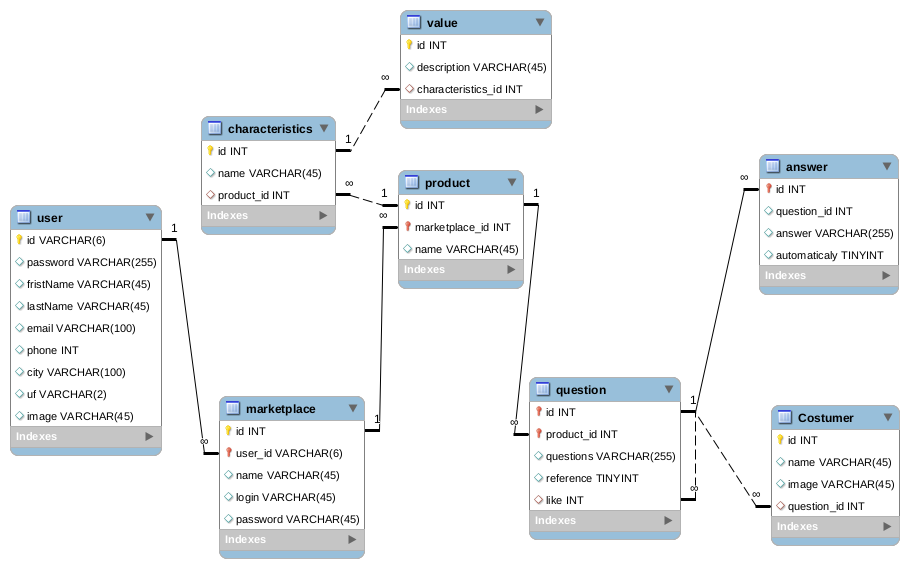 value
id INT
description VARCHAR(45)
characteristics_id INT
Indexes
∞
1
characteristics
id INT
name VARCHAR(45)
product_id INT
Indexes
∞
1
∞
product
id INT
marketplace_id INT
name VARCHAR(45)
Indexes
1
∞
answer
id INT
question_id INT
answer VARCHAR(255)
automaticaly TINYINT
Indexes
user
id VARCHAR(6)
password VARCHAR(255)
fristName VARCHAR(45)
lastName VARCHAR(45)
email VARCHAR(100)
phone INT
city VARCHAR(100)
uf VARCHAR(2)
image VARCHAR(45)
Indexes
1
∞
marketplace
id INT
user_id VARCHAR(6)
name VARCHAR(45)
login VARCHAR(45)
password VARCHAR(45)
Indexes
1
∞
question
id INT
product_id INT
questions VARCHAR(255)
reference TINYINT
like INT
Indexes
1
∞
∞
Costumer
id INT
name VARCHAR(45)
image VARCHAR(45)
question_id INT
Indexes